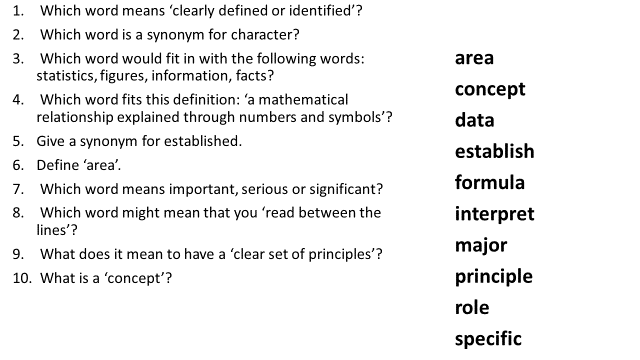 1. Which word means ‘clearly defined or identified’?
2. Which word is a synonym for character?
3. Which word would fit in with the following words:
statistics, figures, information, facts?
4. Which word fits this definition: ‘a mathematical
relationship explained through numbers and symbols’?
5. Give a synonym for established.
6. Define ‘area’.
7. Which word means important, serious or significant?
8. Which word might mean that you ‘read between the
lines’?
9. What does it mean to have a ‘clear set of principles’?
10. What is a ‘concept’?
area
concept
data
establish
formula
interpret
major
principle
role
specific